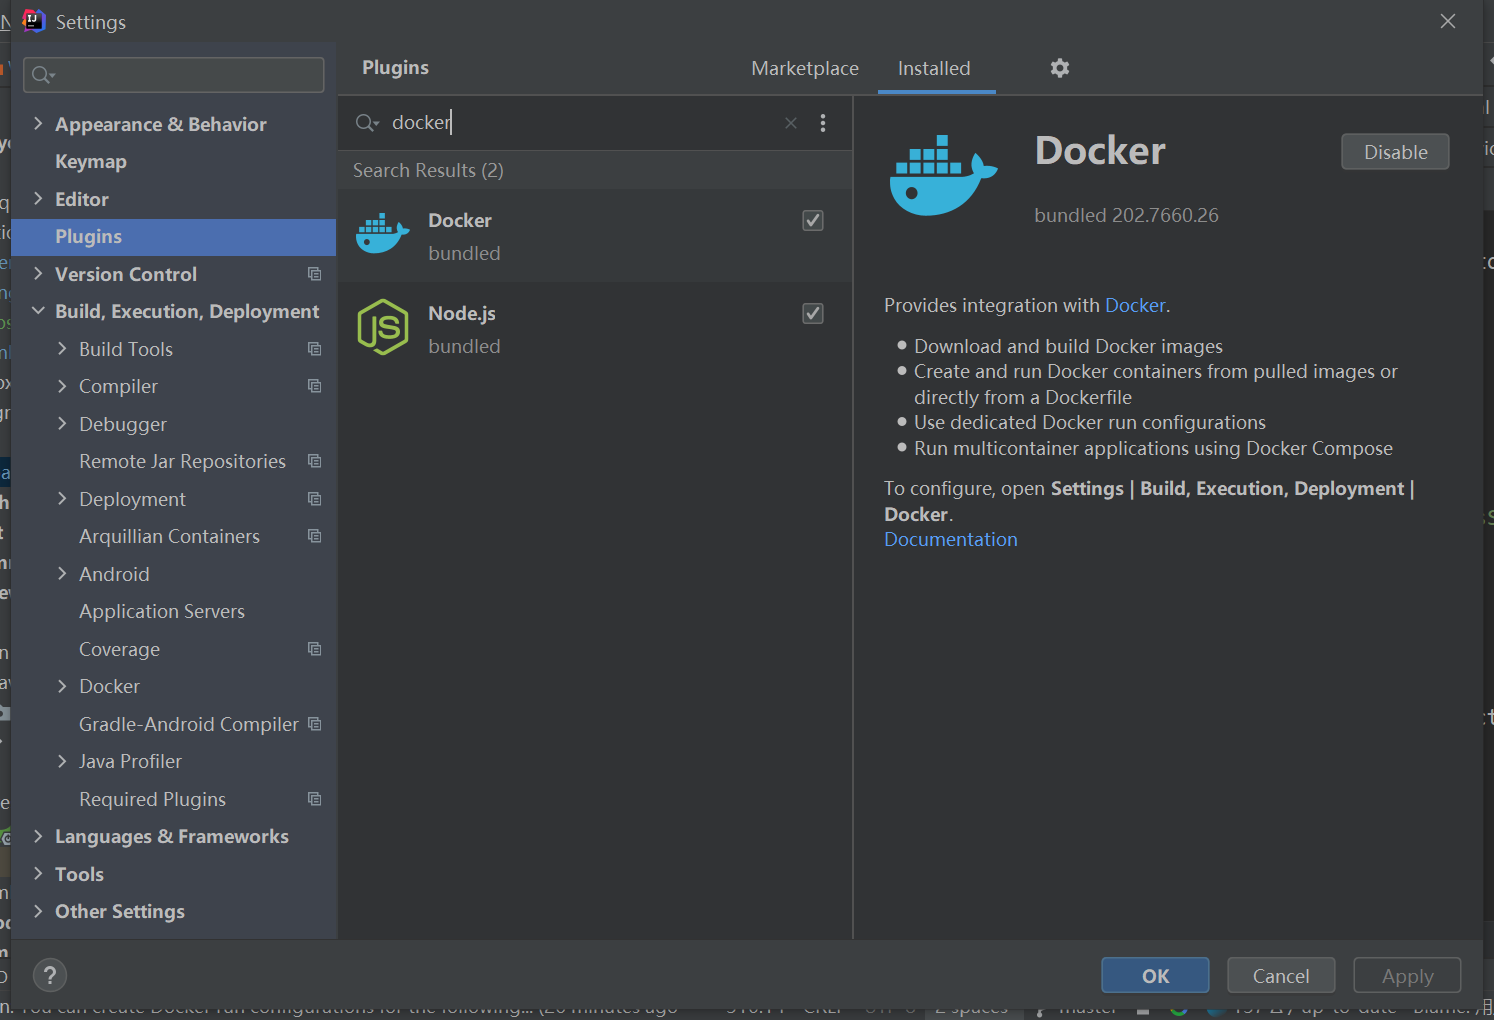 Settings
Plugins
Marketplace
Installed
Appearance & Behavior
Keymap
Editor
Plugins
Version Control
Build, Execution, Deployment
Build Tools
Compiler
Debugger
Remote Jar Repositories
Deployment
Arquillian Containers
Android
Application Servers
Coverage
Docker
Gradle-Android Compiler
Java Profiler
Required Plugins
Languages & Frameworks
Tools
Other Settings
docker
Search Results (2)
Docker
bundled
JS
Node.js
bundled
Docker
Disable
bundled 202.7660.26
Provides integration with Docker.
Download and build Docker images
Create and run Docker containers from pulled images or
directly from a Dockerfile
Use dedicated Docker run configurations
Run multicontainer applications using Docker Compose
To configure, open Settings | Build, Execution, Deployment |
Docker.
Documentation
?
OK
Cancel
Apply